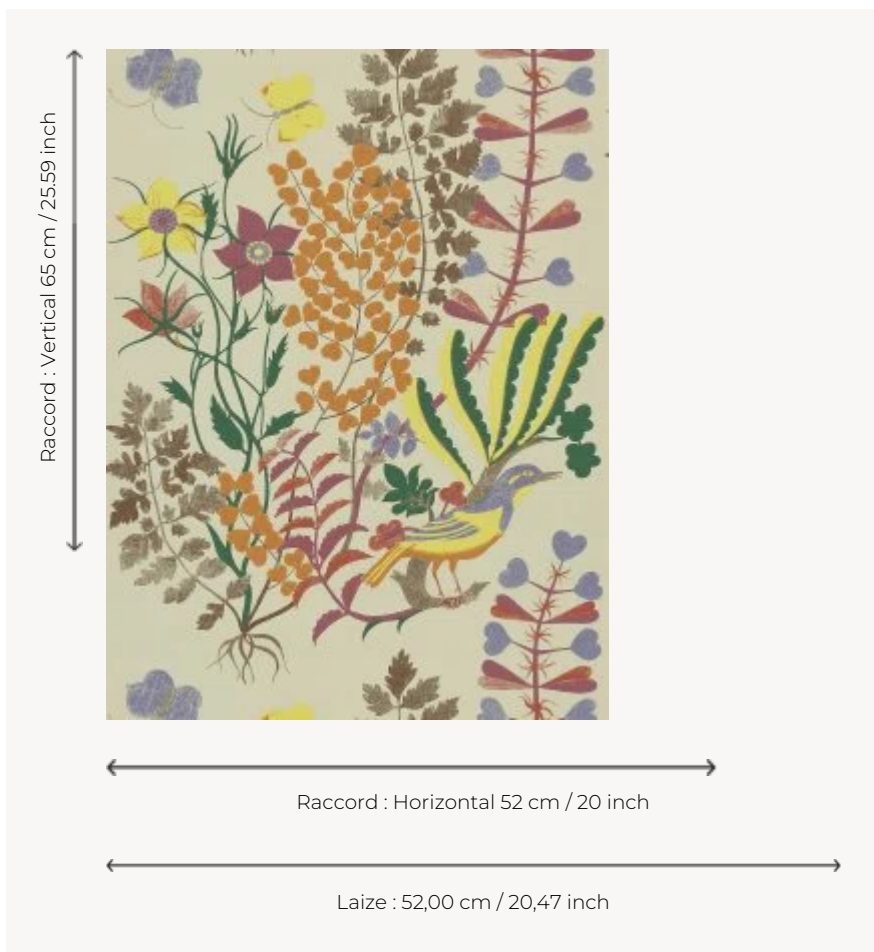 Raccord : Vertical 65 cm / 25.59 inch
Raccord : Horizontal 52 cm / 20 inch
Laize : 52,00 cm / 20,47 inch